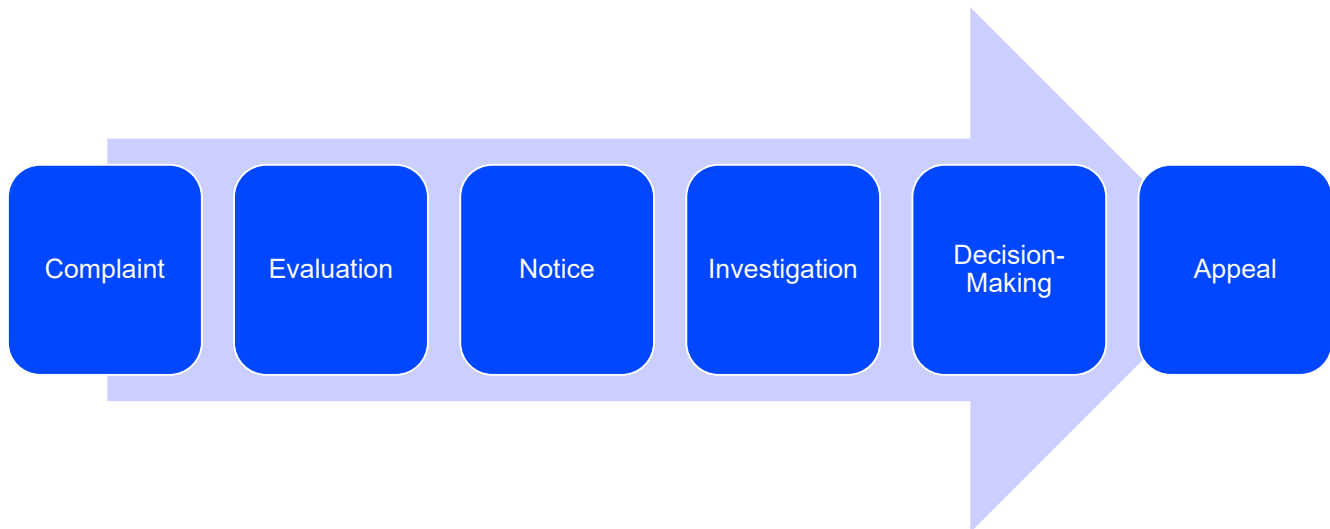 Complaint
Evaluation
Notice
Investigation
Decision-
Making
Appeal